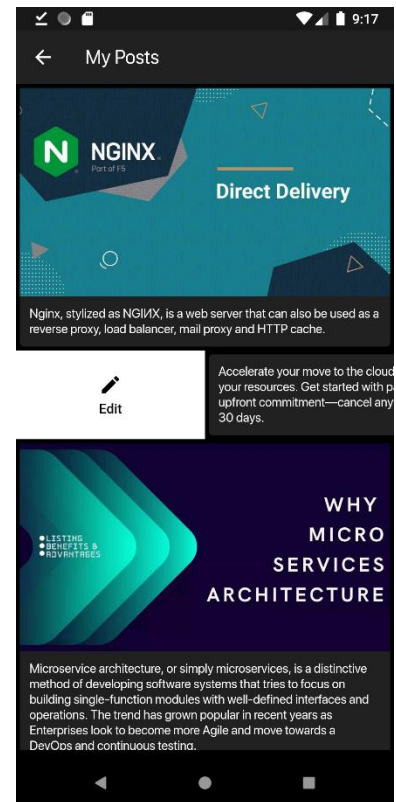 9:17
My Posts
NGINX
Part of F5
Direct Delivery
Nginx, stylized as NGIИX, is a web server that can also be used as a
reverse proxy, load balancer, mail proxy and HTTP cache.
Edit
Accelerate your move to the cloud
your resources. Get started with p
upfront commitment—cancel any
30 days.
LISTING
BENEFITS &
ADVANTAGES
WHY
MICRO
SERVICES
ARCHITECTURE
Microservice architecture, or simply microservices, is a distinctive
method of developing software systems that tries to focus on
building single-function modules with well-defined interfaces and
operations. The trend has grown popular in recent years as
Enterprises look to become more Agile and move towards a
DevOps and continuous testing.